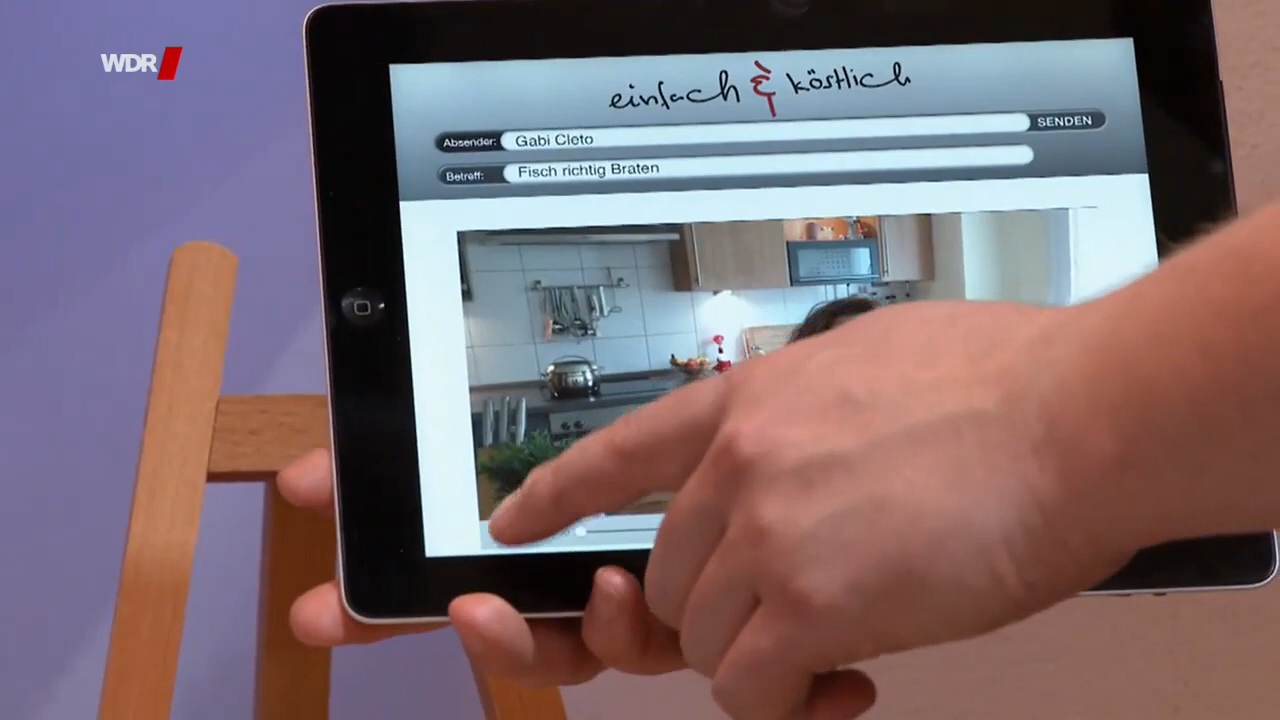 WDR
einfach & köstlich
Absender: Gabi Cleto SENDEN
Betreff: Fisch richtig Braten